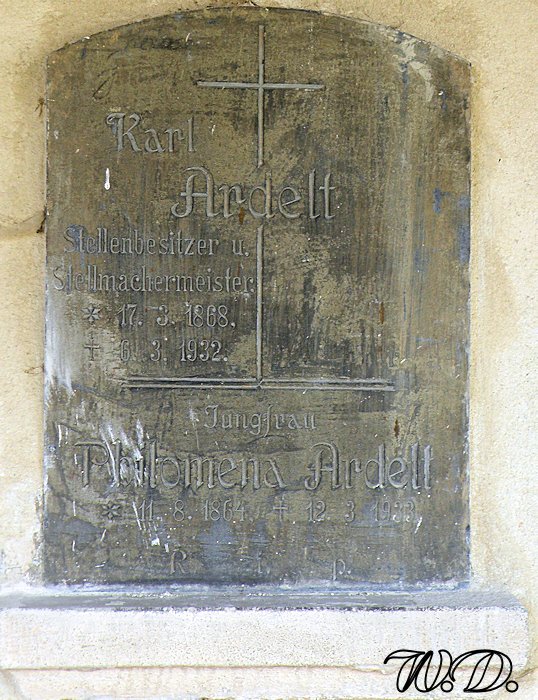 Karl
Ardelt
Stellenbesitzer u.
Stellmachermeister.
* 17. 3. 1868.
+ 6. 3. 1932.
Jungfrau
Philomena Ardelt
* 11. 8. 1864. + 12. 3. 1933.
R. I. P.
W.D.